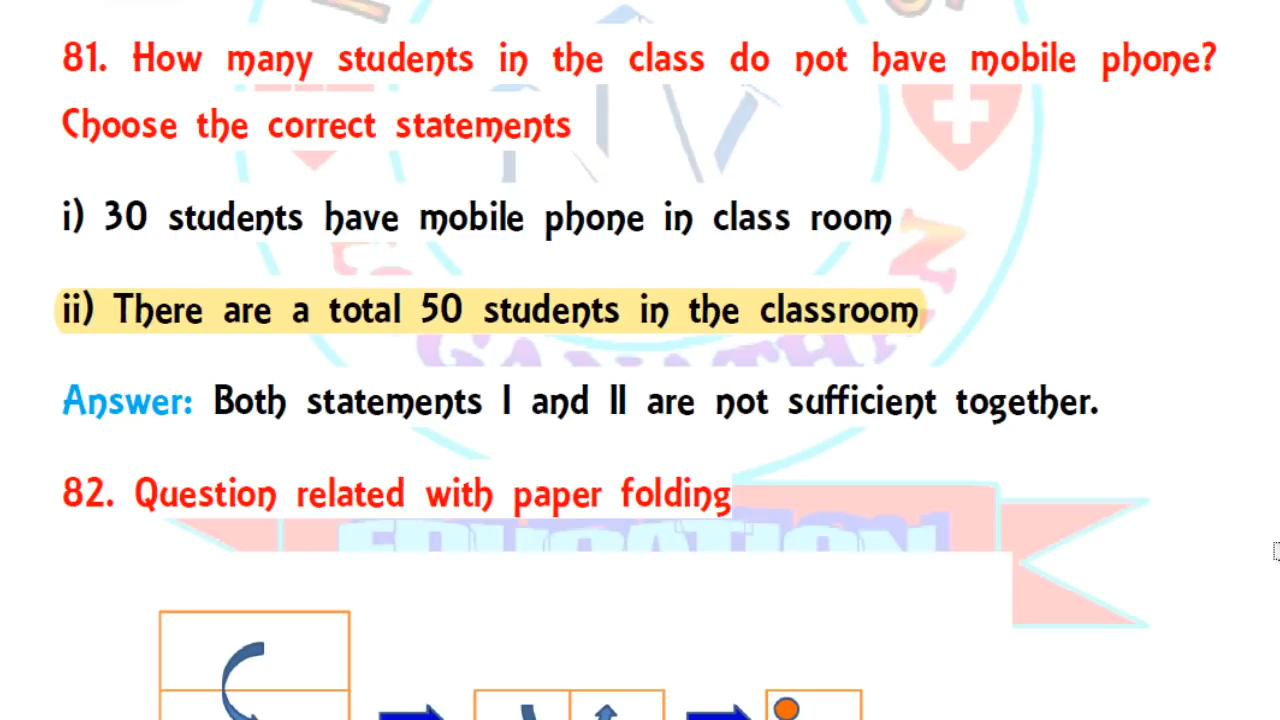 81. How many students in the class do not have mobile phone?
Choose the correct statements
i) 30 students have mobile phone in class room
ii) There are a total 50 students in the classroom
Answer: Both statements I and II are not sufficient together.
82. Question related with paper folding
EDUCATION